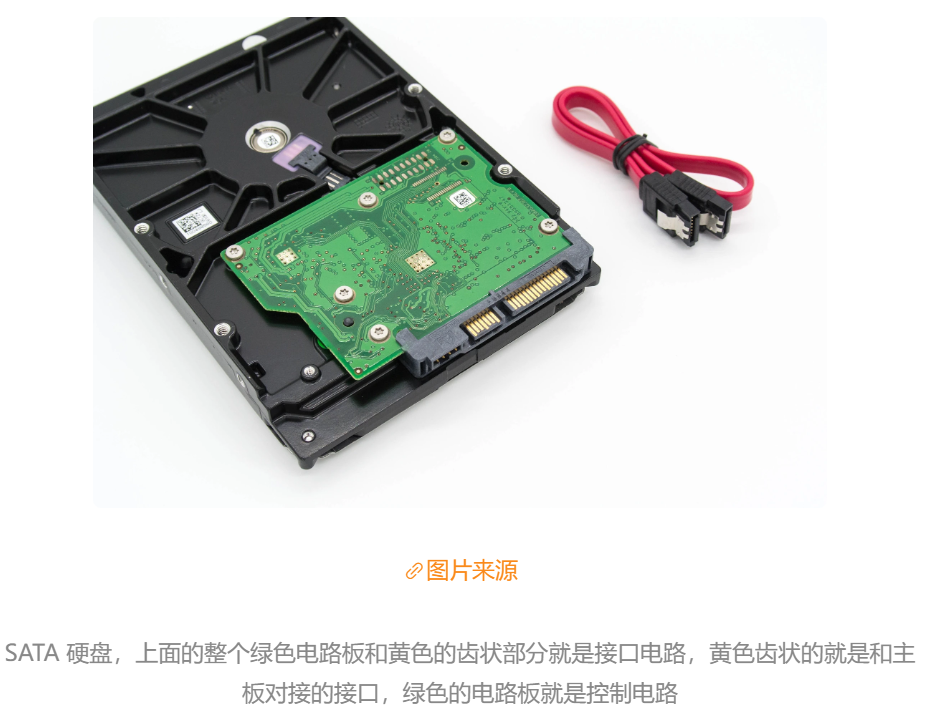 图片来源
SATA 硬盘，上面的整个绿色电路板和黄色的齿状部分就是接口电路，黄色齿状的就是和主
板对接的接口，绿色的电路板就是控制电路